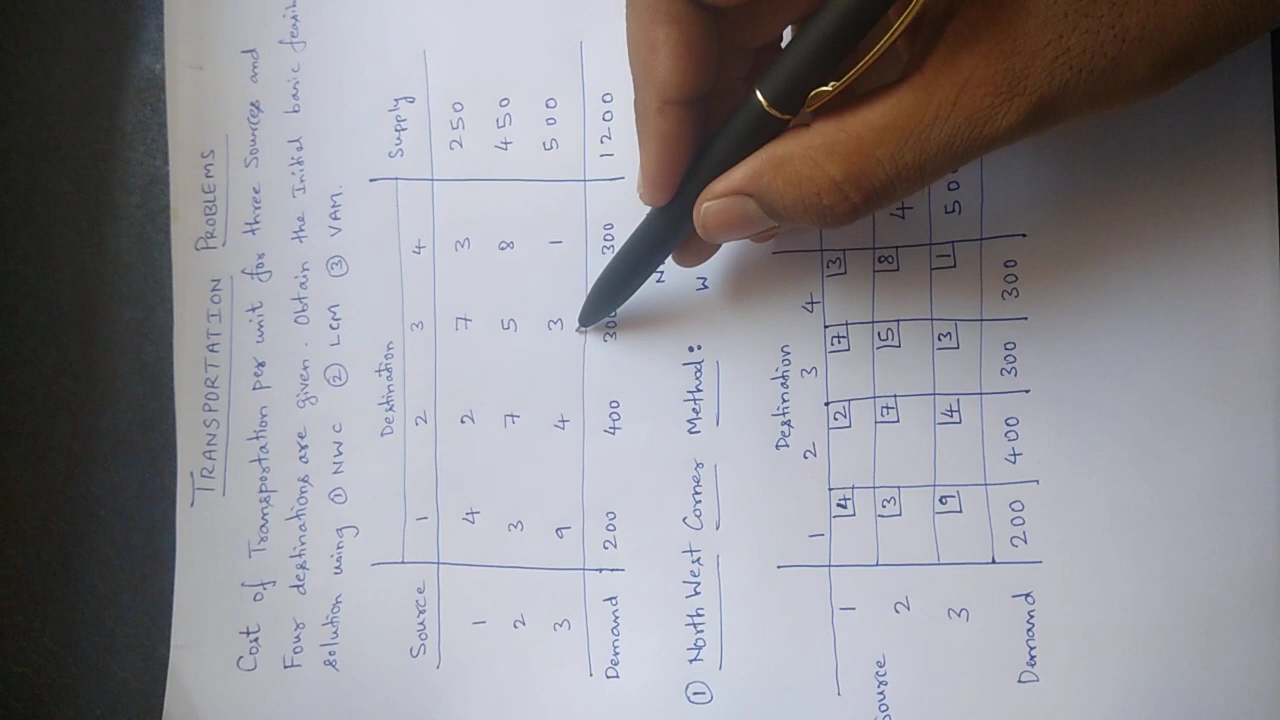 TRANSPORTATION PROBLEMS
Cost of Transportation per unit for three Sources and
Four destinations are given. Obtain the Initial basic
solution using ① NWC ② LCM ③ VAM.
Destination
Source 1 2 3 4 Supply
1 4 2 7 3 250
2 3 7 5 8 450
3 9 4 3 1 500
Demand 200 400 300 300 1200
① North West Corner Method:
N
W
Destination
1 2 3 4
1 4 2 7 3
Source 2 3 7 5 8 4
3 9 4 3 1 50
Demand 200 400 300 300